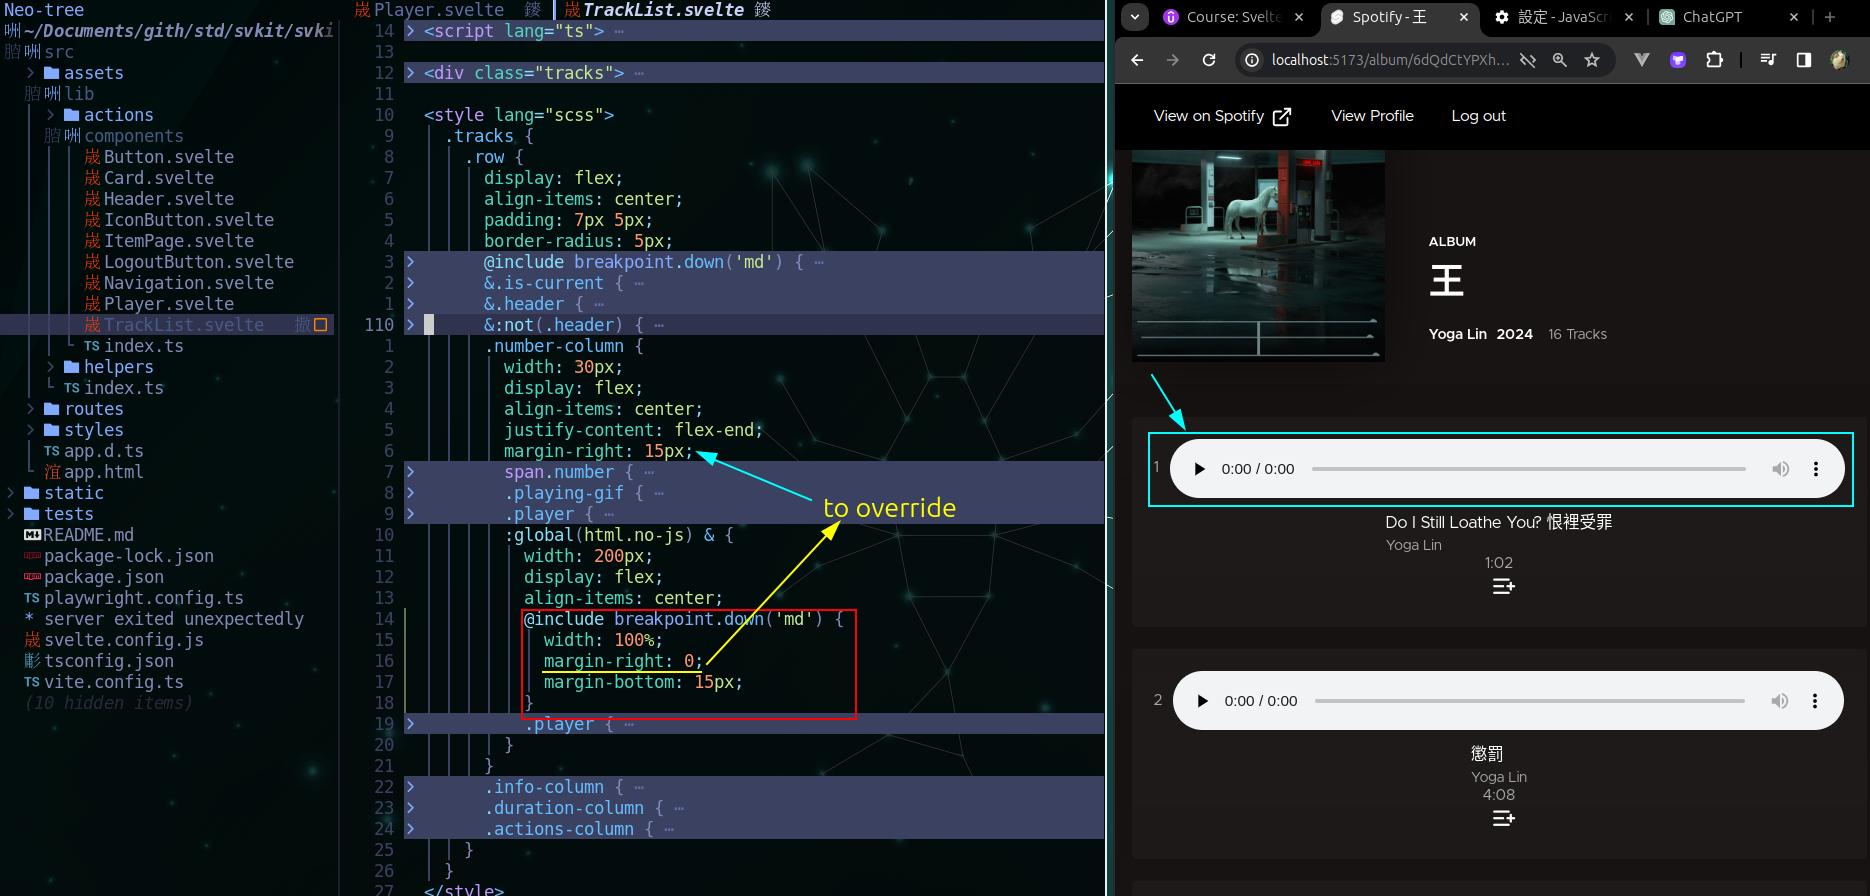 Neo-tree
~/Documents/gith/std/svkit/svki
src
assets
lib
actions
components
Button.svelte
Card.svelte
Header.svelte
IconButton.svelte
ItemPage.svelte
LogoutButton.svelte
Navigation.svelte
Player.svelte
TrackList.svelte
TS index.ts
helpers
TS index.ts
routes
styles
TS app.d.ts
app.html
static
tests
README.md
package-lock.json
package.json
TS playwright.config.ts
* server exited unexpectedly
svelte.config.js
tsconfig.json
TS vite.config.ts
(10 hidden items)
Player.svelte TrackList.svelte
14 <script lang="ts"> ⋯
13
12 <div class="tracks"> ⋯
11
10 <style lang="scss">
9 .tracks {
8 .row {
7 display: flex;
6 align-items: center;
5 padding: 7px 5px;
4 border-radius: 5px;
3 @include breakpoint.down('md') { ⋯
2 &.is-current { ⋯
1 &.header { ⋯
110 &:not(.header) { ⋯
1 .number-column {
2 width: 30px;
3 display: flex;
4 align-items: center;
5 justify-content: flex-end;
6 margin-right: 15px;
7 span.number { ⋯
8 .playing-gif { ⋯
9 .player { ⋯
to override
10 :global(html.no-js) & {
11 width: 200px;
12 display: flex;
13 align-items: center;
14 @include breakpoint.down('md') {
15 width: 100%;
16 margin-right: 0;
17 margin-bottom: 15px;
18 }
19 .player { ⋯
20 }
21 }
22 .info-column { ⋯
23 .duration-column { ⋯
24 .actions-column { ⋯
25 }
26 }
27 </style>
Course: Svelte
Spotify - 王
設定 - JavaScri
ChatGPT
localhost:5173/album/6dQdCtYPXh...
View on Spotify
View Profile
Log out
ALBUM
王
Yoga Lin 2024 16 Tracks
1
0:00 / 0:00
Do I Still Loathe You? 恨裡受罪
Yoga Lin
1:02
2
0:00 / 0:00
懲罰
Yoga Lin
4:08